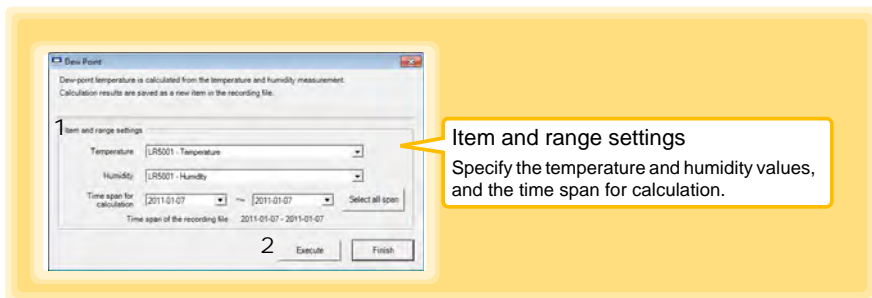 Dew Point
Dew-point temperature is calculated from the temperature and humidity measurement.
Calculation results are saved as a new item in the recording file.
1
Item and range settings
Temperature LR5001 - Temperature
Humidity LR5001 - Humidity
Time span for calculation 2011-01-07 ~ 2011-01-07 Select all span
Time span of the recording file 2011-01-07 - 2011-01-07
2 Execute Finish
Item and range settings
Specify the temperature and humidity values,
and the time span for calculation.